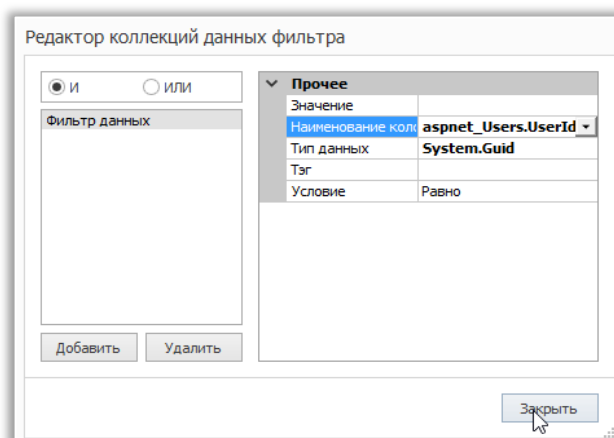 Редактор коллекций данных фильтра
И ИЛИ
Фильтр данных
Добавить Удалить
Прочее
Значение
Наименование коло aspnet_Users.UserId
Тип данных System.Guid
Тэг
Условие Равно
Закрыть